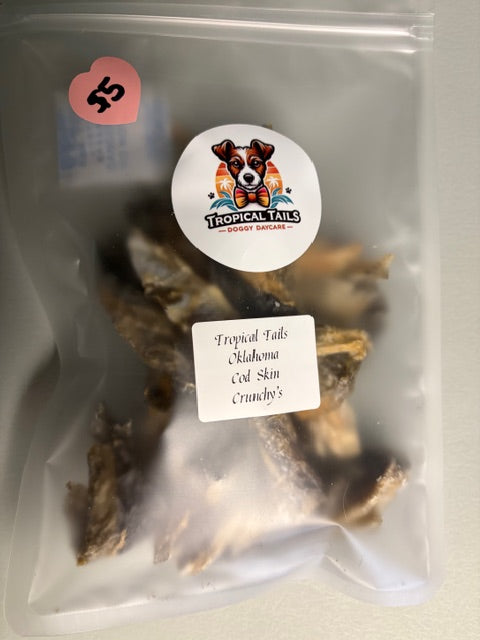 $5
TROPICAL TAILS
DOGGY DAYCARE
Tropical Tails
Oklahoma
Cod Skin
Crunchy's